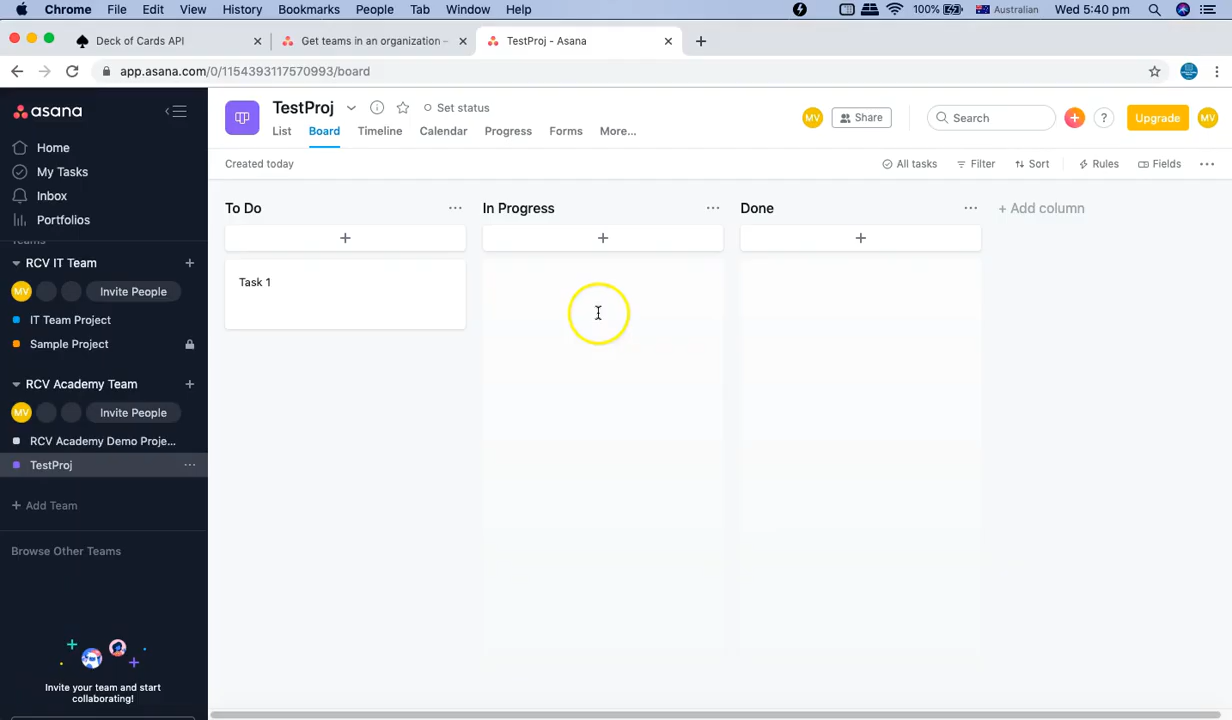 Chrome File Edit View History Bookmarks People Tab Window Help 100% Australian Wed 5:40 pm
Deck of Cards API Get teams in an organization – TestProj - Asana
app.asana.com/0/1154393117570993/board
asana
Home
My Tasks
Inbox
Portfolios
Teams
RCV IT Team
MV Invite People
IT Team Project
Sample Project
RCV Academy Team
MV Invite People
RCV Academy Demo Proje...
TestProj
+ Add Team
Browse Other Teams
Invite your team and start
collaborating!
TestProj Set status
List Board Timeline Calendar Progress Forms More...
MV Share Search ? Upgrade MV
Created today All tasks Filter Sort Rules Fields
To Do In Progress Done + Add column
+ + +
Task 1